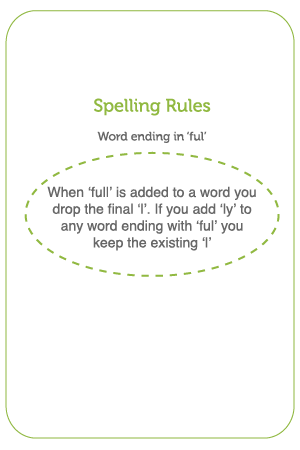 Spelling Rules
Word ending in ‘ful’
When ‘full’ is added to a word you
drop the final ‘l’. If you add ‘ly’ to
any word ending with ‘ful’ you
keep the existing ‘l’